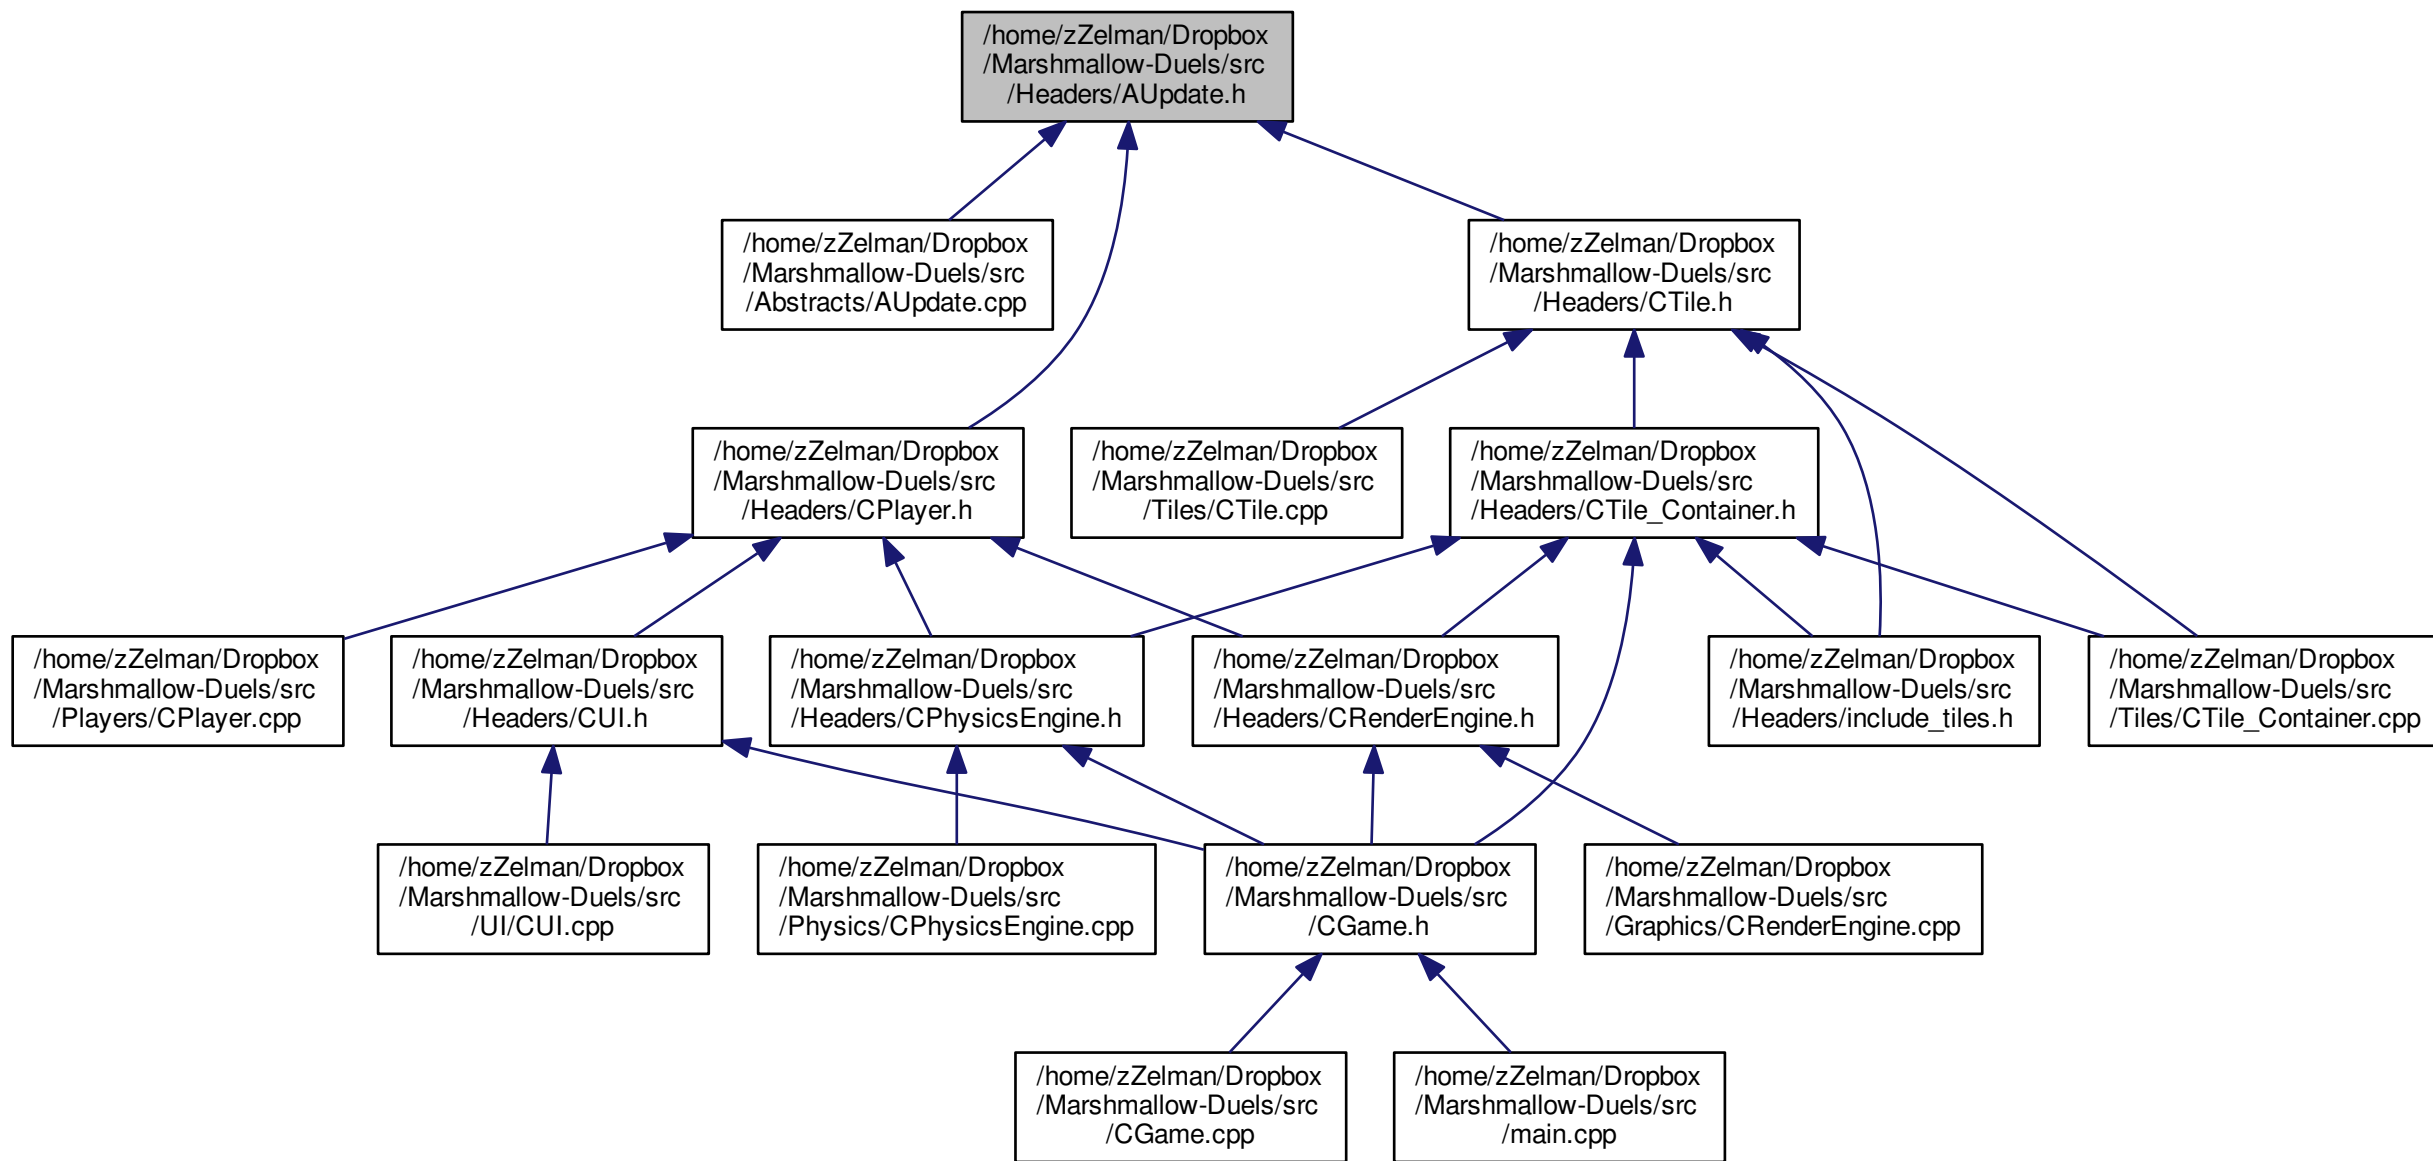 /home/zZelman/Dropbox
/Marshmallow-Duels/src
/Headers/AUpdate.h
/home/zZelman/Dropbox
/Marshmallow-Duels/src
/Abstracts/AUpdate.cpp
/home/zZelman/Dropbox
/Marshmallow-Duels/src
/Headers/CTile.h
/home/zZelman/Dropbox
/Marshmallow-Duels/src
/Headers/CPlayer.h
/home/zZelman/Dropbox
/Marshmallow-Duels/src
/Tiles/CTile.cpp
/home/zZelman/Dropbox
/Marshmallow-Duels/src
/Headers/CTile_Container.h
/home/zZelman/Dropbox
/Marshmallow-Duels/src
/Players/CPlayer.cpp
/home/zZelman/Dropbox
/Marshmallow-Duels/src
/Headers/CUI.h
/home/zZelman/Dropbox
/Marshmallow-Duels/src
/Headers/CPhysicsEngine.h
/home/zZelman/Dropbox
/Marshmallow-Duels/src
/Headers/CRenderEngine.h
/home/zZelman/Dropbox
/Marshmallow-Duels/src
/Headers/include_tiles.h
/home/zZelman/Dropbox
/Marshmallow-Duels/src
/Tiles/CTile_Container.cpp
/home/zZelman/Dropbox
/Marshmallow-Duels/src
/UI/CUI.cpp
/home/zZelman/Dropbox
/Marshmallow-Duels/src
/Physics/CPhysicsEngine.cpp
/home/zZelman/Dropbox
/Marshmallow-Duels/src
/CGame.h
/home/zZelman/Dropbox
/Marshmallow-Duels/src
/Graphics/CRenderEngine.cpp
/home/zZelman/Dropbox
/Marshmallow-Duels/src
/CGame.cpp
/home/zZelman/Dropbox
/Marshmallow-Duels/src
/main.cpp